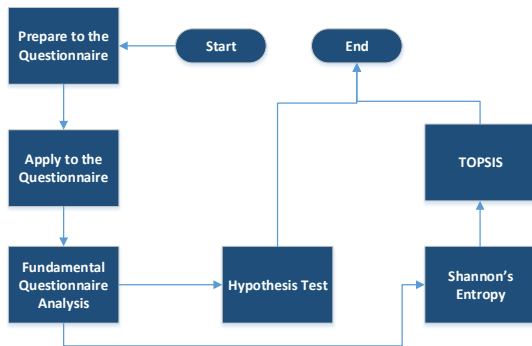 Prepare to the
Questionnaire
Start
End
Apply to the
Questionnaire
TOPSIS
Fundamental
Questionnaire
Analysis
Hypothesis Test
Shannon's
Entropy